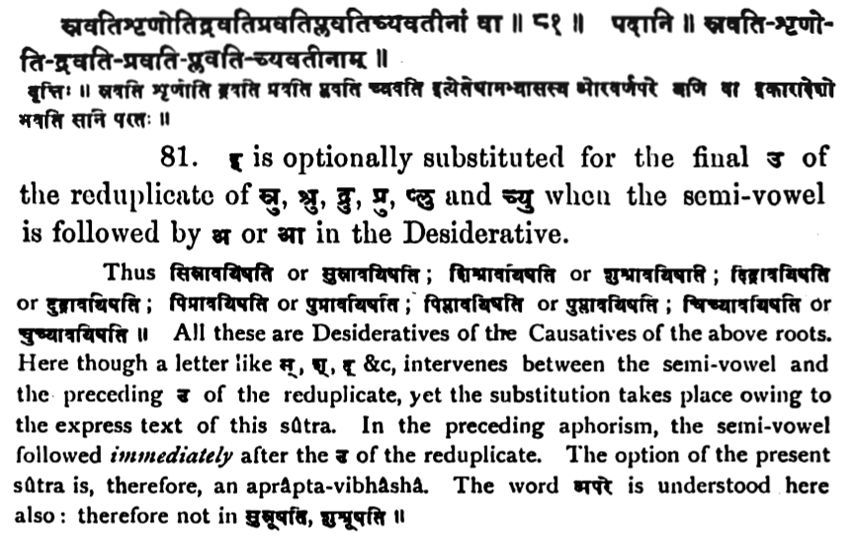 स्रवतिशृणोतिद्रवतिप्रवतिप्लवतिच्यवतीनां वा ॥ ८१ ॥ पदानि ॥ स्रवति-शृणो-
ति-द्रवति-प्रवति-प्लवति-च्यवतीनाम् ॥
वृत्तिः ॥ स्रवति शृणोति द्रवति प्रवति प्लवति च्यवति इत्येतेषामभ्यासस्य ओरवर्णपरे यणि वा इकारादेशो
भवति सनि परतः ॥
81. इ is optionally substituted for the final उ of
the reduplicate of स्रु, श्रु, द्रु, प्रु, प्लु and च्यु when the semi-vowel
is followed by अ or आ in the Desiderative.
Thus सिस्रावयिषति or सुस्रावयिषति ; शिश्रावयिषति or शुश्रावयिषति ; दिद्रावयिषति
or दुद्रावयिषति ; पिप्रावयिषति or पुप्रावयिषति ; पिप्लावयिषति or पुप्लावयिषति ; चिच्यावयिषति or
चुच्यावयिषति ॥ All these are Desideratives of the Causatives of the above roots.
Here though a letter like स्, श्, द् &c, intervenes between the semi-vowel and
the preceding उ of the reduplicate, yet the substitution takes place owing to
the express text of this sûtra. In the preceding aphorism, the semi-vowel
followed immediately after the उ of the reduplicate. The option of the present
sûtra is, therefore, an aprâpta-vibhâshâ. The word अपरे is understood here
also : therefore not in सुस्रूषति, शुश्रूषति ॥